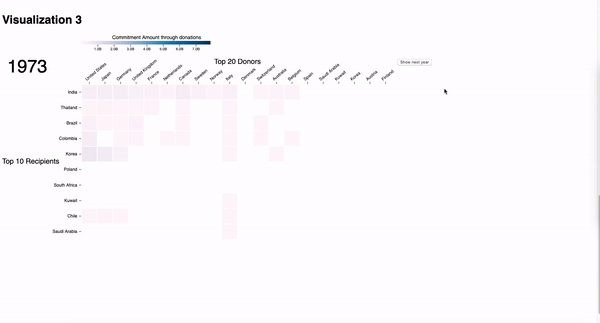 Visualization 3
Commitment Amount through donations
1.0B 2.0B 3.0B 4.0B 5.0B 6.0B 7.0B
1973
Top 20 Donors
Show next year
United States Japan Germany United Kingdom France Netherlands Canada Sweden Norway Italy Denmark Switzerland Australia Belgium Spain Saudi Arabia Kuwait Korea Austria Finland
Top 10 Recipients
India
Thailand
Brazil
Colombia
Korea
Poland
South Africa
Kuwait
Chile
Saudi Arabia